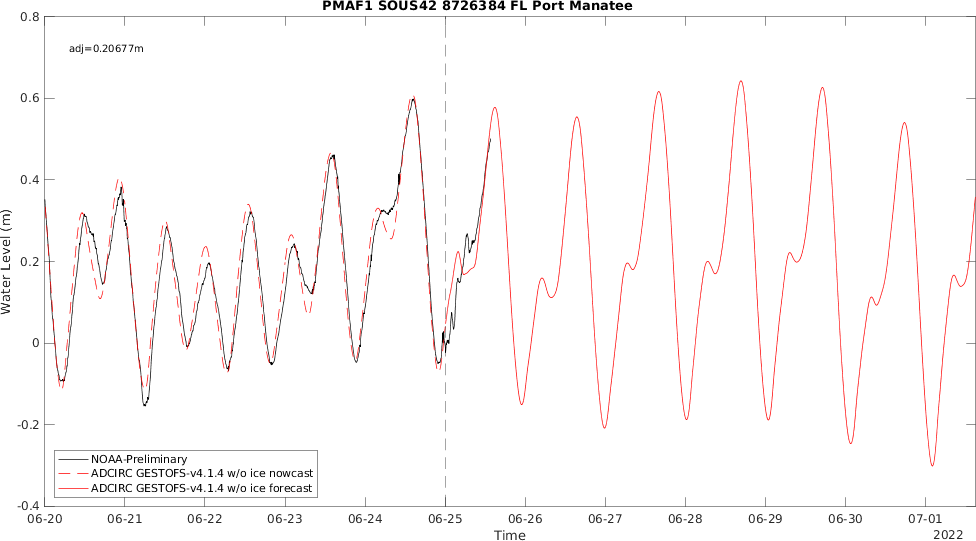 PMAF1 SOUS42 8726384 FL Port Manatee
adj=0.20677m
Water Level (m)
0.8
0.6
0.4
0.2
0
-0.2
-0.4
NOAA-Preliminary
ADCIRC GESTOFS-v4.1.4 w/o ice nowcast
ADCIRC GESTOFS-v4.1.4 w/o ice forecast
06-20 06-21 06-22 06-23 06-24 06-25 06-26 06-27 06-28 06-29 06-30 07-01
Time
2022